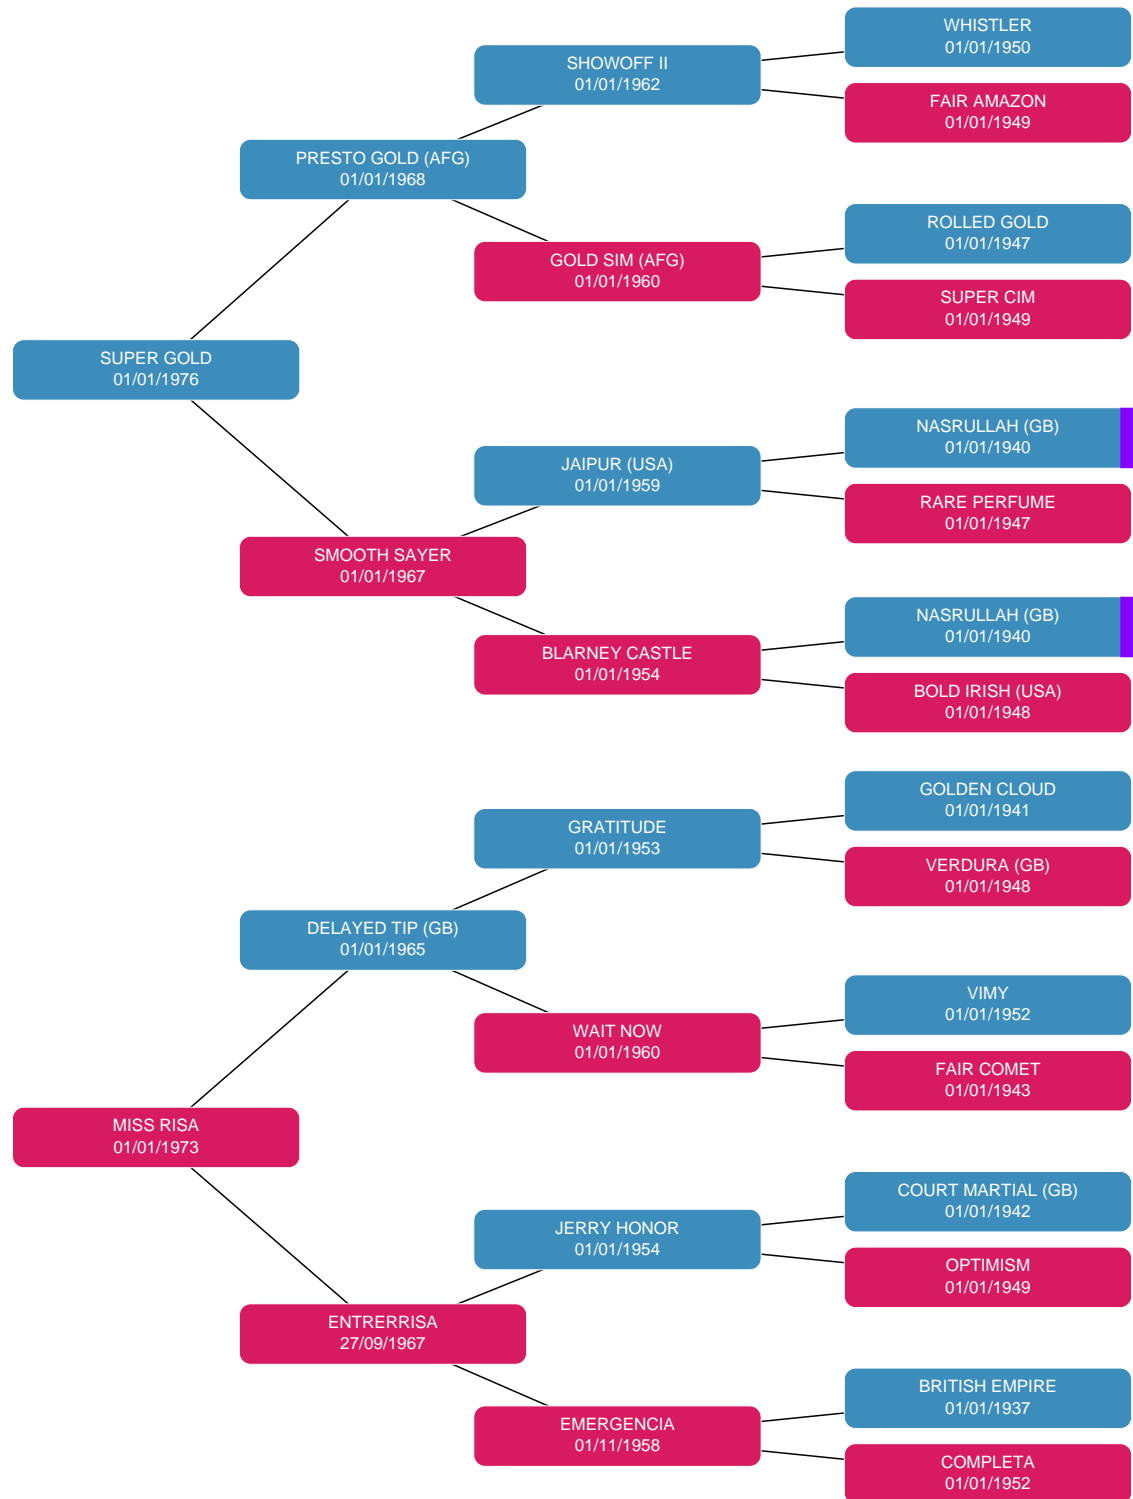 WHISTLER
01/01/1950
SHOWOFF II
01/01/1962
FAIR AMAZON
01/01/1949
PRESTO GOLD (AFG)
01/01/1968
ROLLED GOLD
01/01/1947
GOLD SIM (AFG)
01/01/1960
SUPER CIM
01/01/1949
SUPER GOLD
01/01/1976
NASRULLAH (GB)
01/01/1940
JAIPUR (USA)
01/01/1959
RARE PERFUME
01/01/1947
SMOOTH SAYER
01/01/1967
NASRULLAH (GB)
01/01/1940
BLARNEY CASTLE
01/01/1954
BOLD IRISH (USA)
01/01/1948
GOLDEN CLOUD
01/01/1941
GRATITUDE
01/01/1953
VERDURA (GB)
01/01/1948
DELAYED TIP (GB)
01/01/1965
VIMY
01/01/1952
WAIT NOW
01/01/1960
FAIR COMET
01/01/1943
MISS RISA
01/01/1973
COURT MARTIAL (GB)
01/01/1942
JERRY HONOR
01/01/1954
OPTIMISM
01/01/1949
ENTRERRISA
27/09/1967
BRITISH EMPIRE
01/01/1937
EMERGENCIA
01/11/1958
COMPLETA
01/01/1952